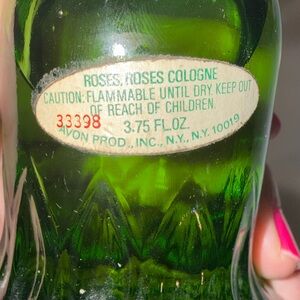 ROSES, ROSES COLOGNE
CAUTION: FLAMMABLE UNTIL DRY. KEEP OUT
OF REACH OF CHILDREN.
33398 3.75 FL.OZ.
AVON PROD., INC., N.Y., N.Y. 10019